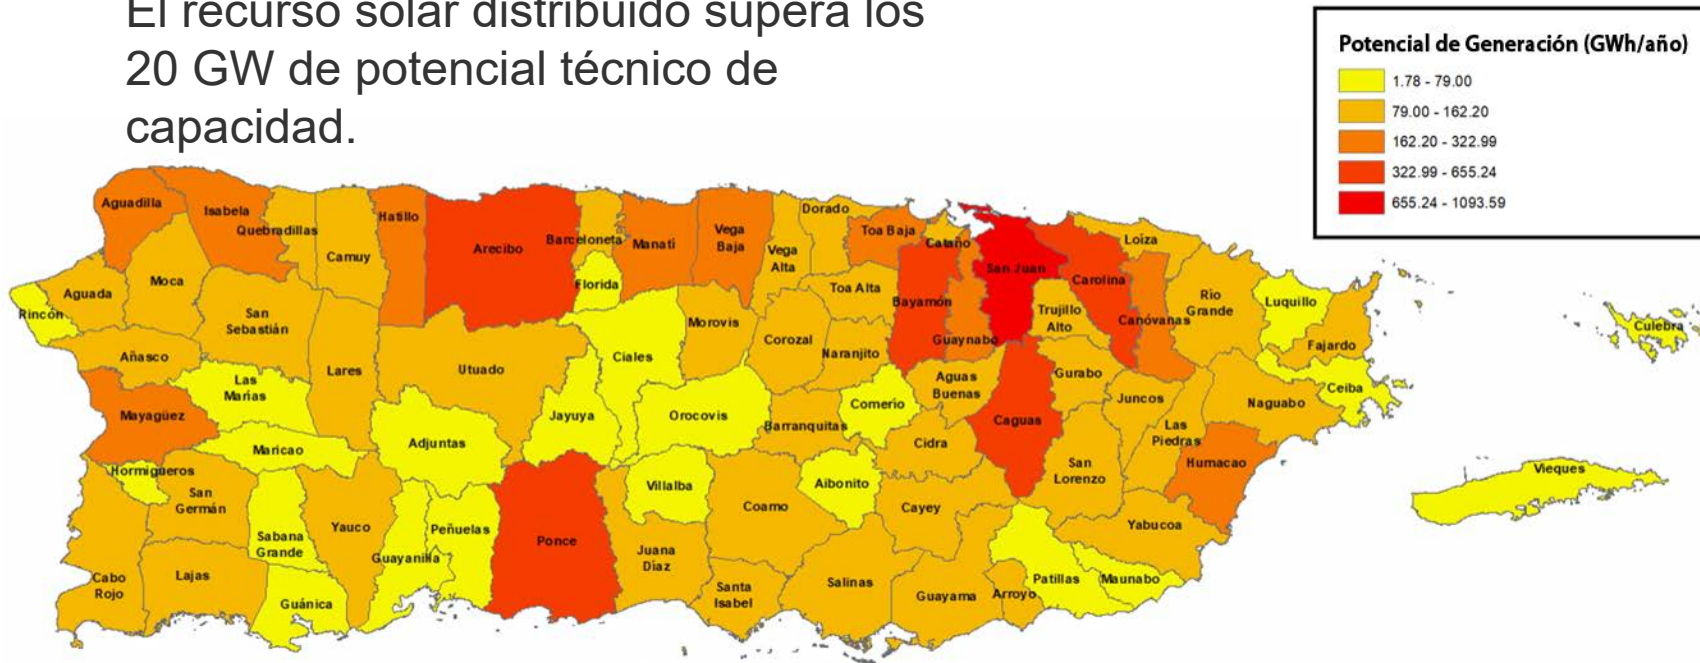 El recurso solar distribuido supera los
20 GW de potencial técnico de
capacidad.
Potencial de Generación (GWh/año)
1.78 - 79.00
79.00 - 162.20
162.20 - 322.99
322.99 - 655.24
655.24 - 1093.59
Aguadilla
Isabela
Quebradillas
Camuy
Hatillo
Arecibo
Barceloneta
Manatí
Vega
Baja
Vega
Alta
Dorado
Toa Baja
Cataño
San Juan
Carolina
Loíza
Rincón
Aguada
Moca
San
Sebastián
Florida
Toa Alta
Bayamón
Guaynabo
Trujillo
Alto
Canóvanas
Río
Grande
Luquillo
Fajardo
Culebra
Añasco
Lares
Utuado
Ciales
Morovis
Corozal
Naranjito
Aguas
Buenas
Gurabo
Juncos
Las
Piedras
Naguabo
Ceiba
Mayagüez
Las
Marías
Maricao
Adjuntas
Jayuya
Orocovis
Barranquitas
Comerío
Cidra
Caguas
San
Lorenzo
Humacao
Vieques
Hormigueros
San
Germán
Sabana
Grande
Yauco
Guayanilla
Peñuelas
Ponce
Villalba
Juana
Díaz
Coamo
Aibonito
Cayey
Yabucoa
Cabo
Rojo
Lajas
Guánica
Santa
Isabel
Salinas
Guayama
Arroyo
Patillas
Maunabo